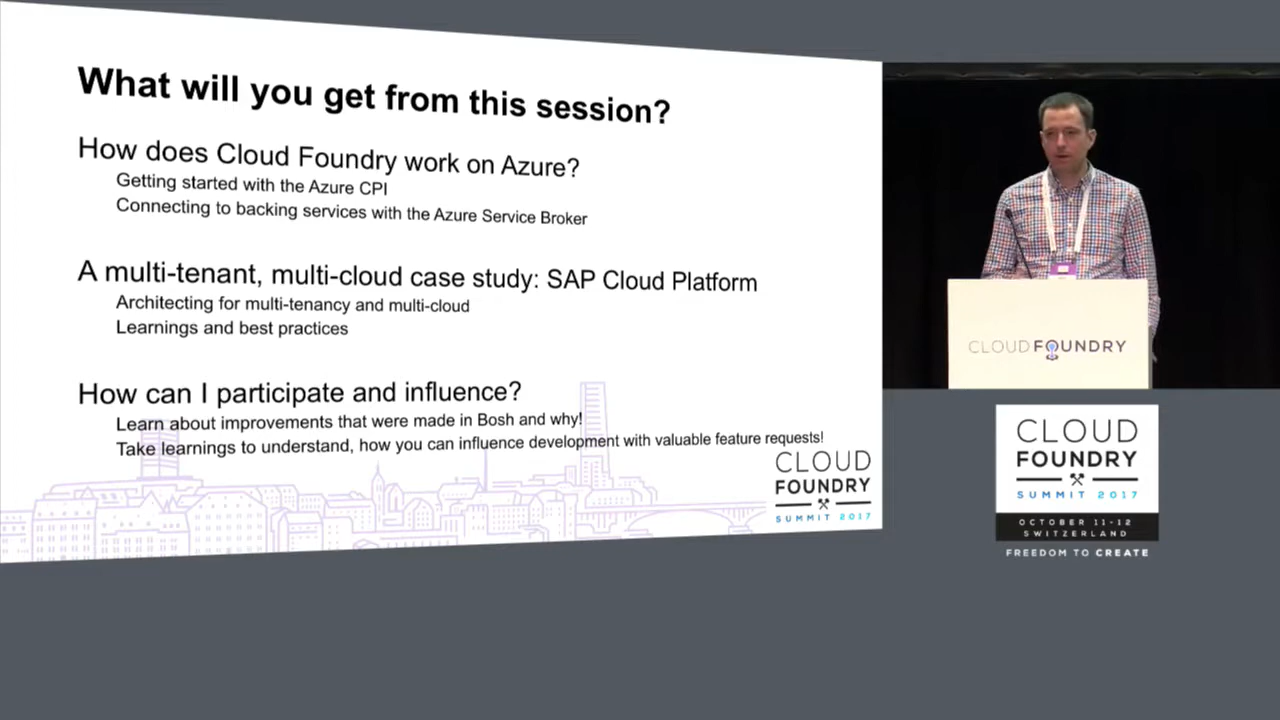 What will you get from this session?
How does Cloud Foundry work on Azure?
Getting started with the Azure CPI
Connecting to backing services with the Azure Service Broker
A multi-tenant, multi-cloud case study: SAP Cloud Platform
Architecting for multi-tenancy and multi-cloud
Learnings and best practices
How can I participate and influence?
Learn about improvements that were made in Bosh and why!
Take learnings to understand, how you can influence development with valuable feature requests!
CLOUD
FOUNDRY
SUMMIT 2017
CLOUD FOUNDRY
CLOUD
FOUNDRY
SUMMIT 2017
OCTOBER 11-12
SWITZERLAND
FREEDOM TO CREATE